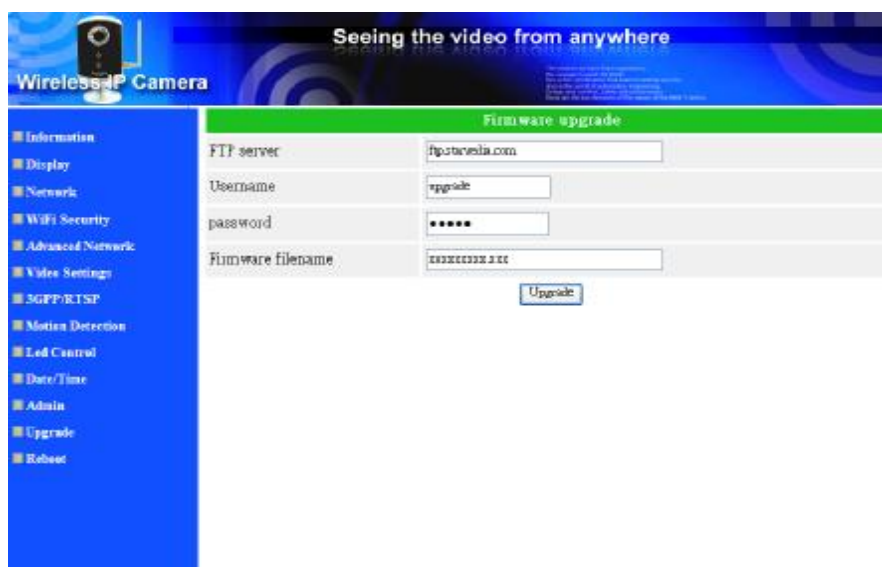 Seeing the video from anywhere
Wireless IP Camera
Firmware upgrade
Information
Display
Network
WiFi Security
Advanced Network
Video Settings
3GPP/RTSP
Motion Detection
Led Control
Date/Time
Admin
Upgrade
Reboot
FTP server
ftp.starvedia.com
Username
upgrade
password
•••••
Firmware filename
Upgrade